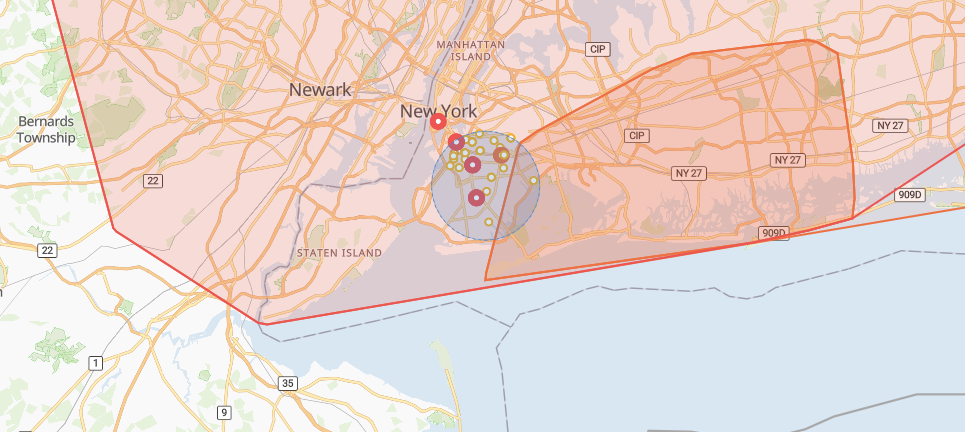 MANHATTAN
ISLAND
CIP
Newark
New York
Bernards
Township
CIP
NY 27
NY 27
NY 27
22
909D
909D
22
STATEN ISLAND
1
35
9